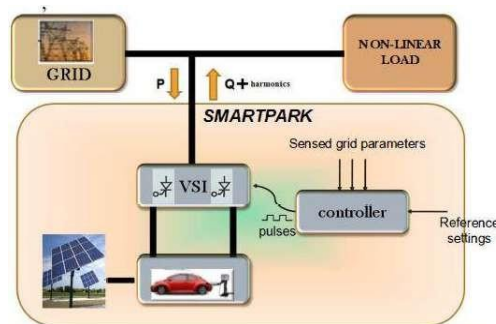 GRID
NON-LINEAR
LOAD
P
Q+harmonics
SMARTPARK
Sensed grid parameters
VSI
controller
pulses
Reference
settings